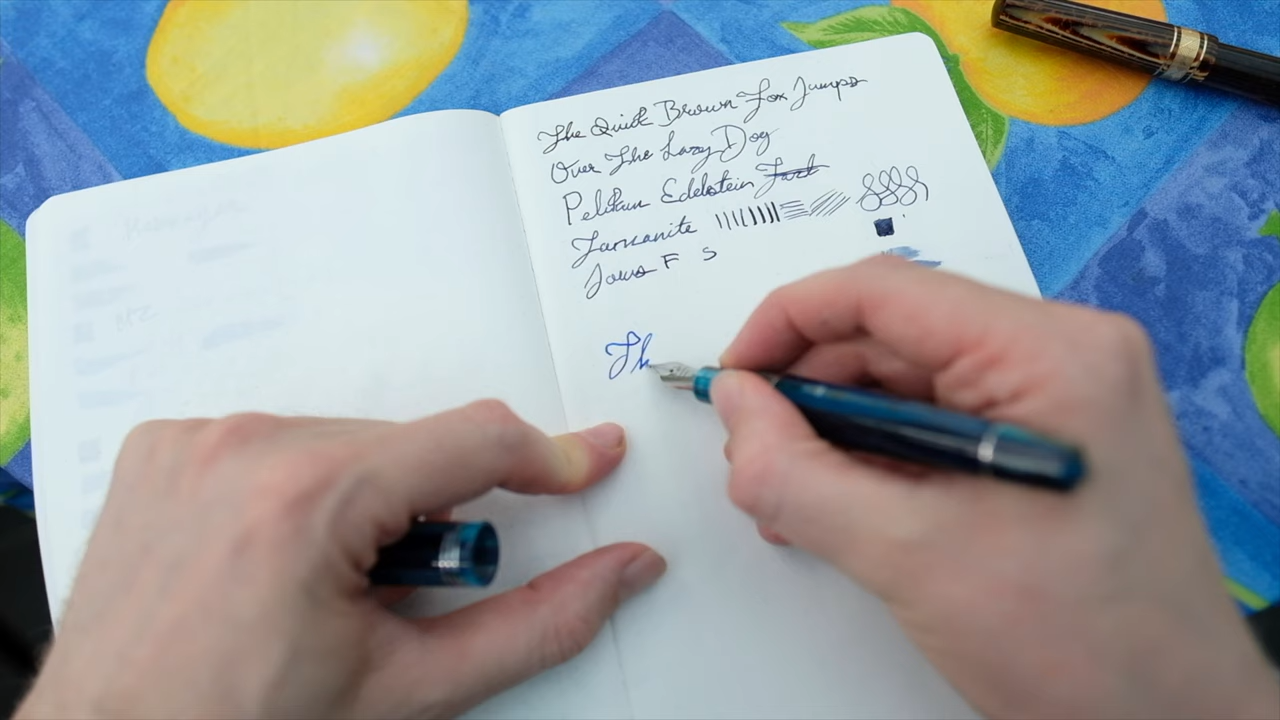 The Quick Brown Fox Jumps
Over The Lazy Dog
Pelikan Edelstein
Tanzanite
Jowo F S
Th